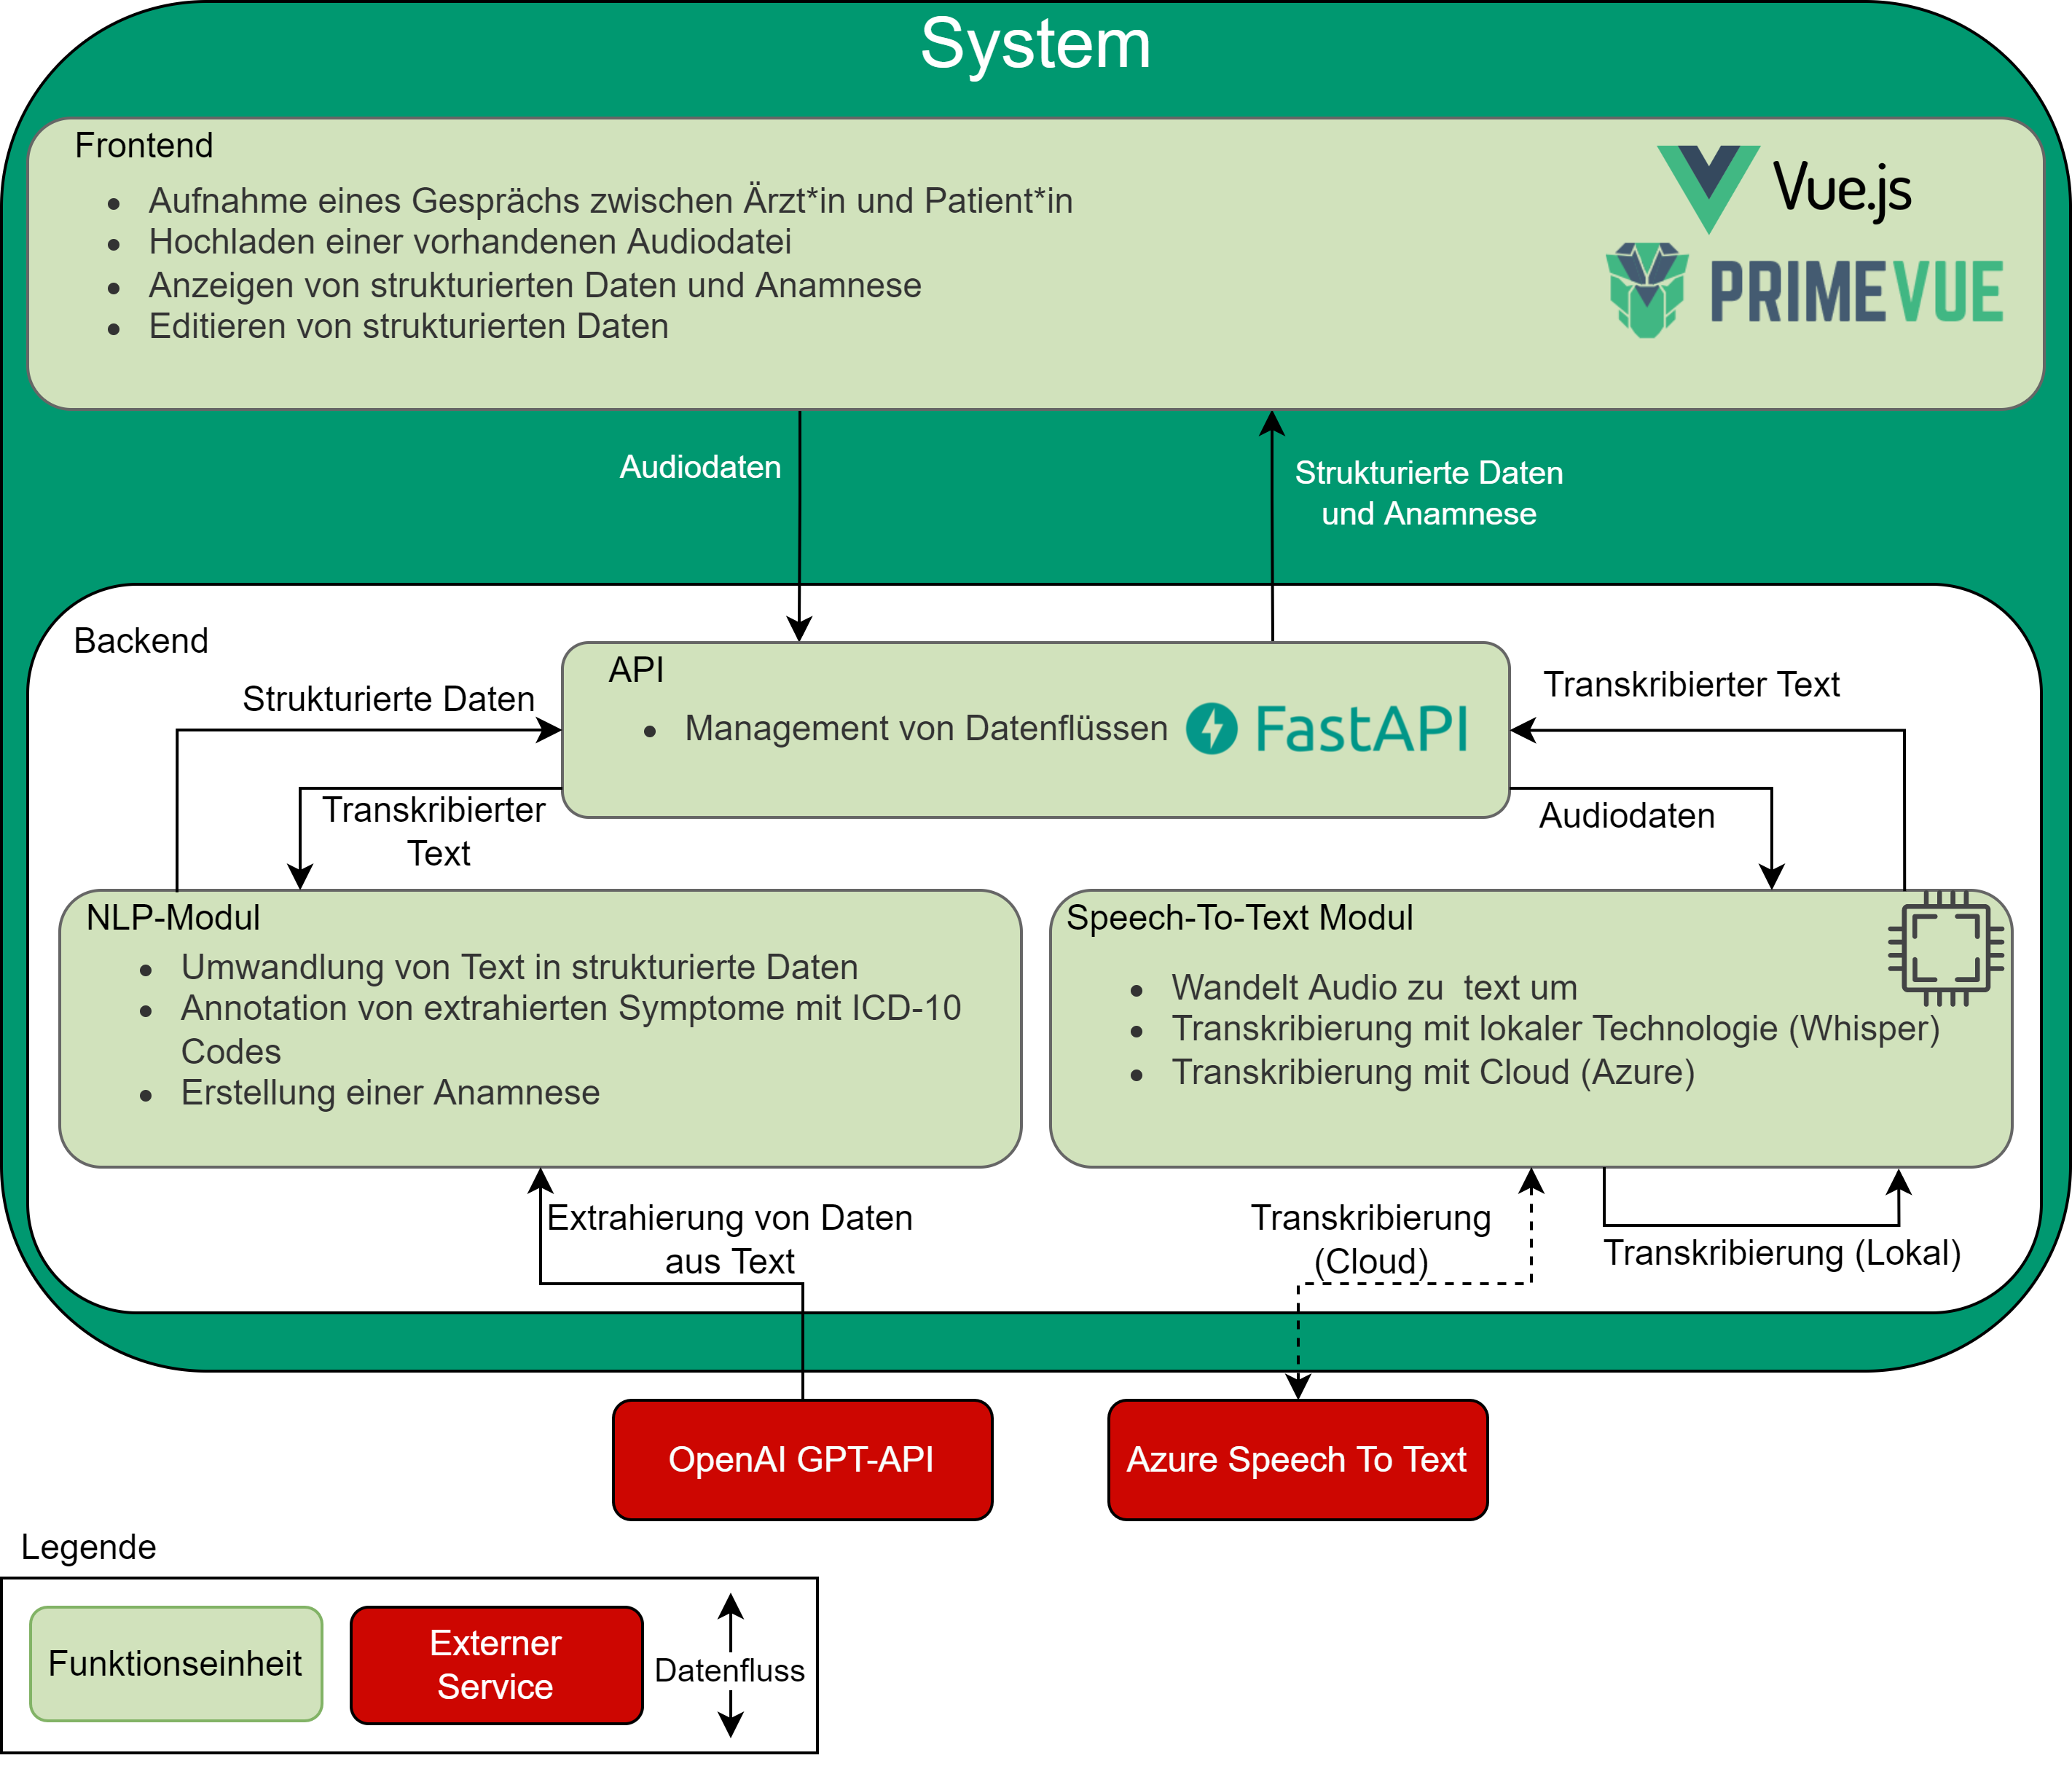 System
Frontend
Aufnahme eines Gesprächs zwischen Ärzt*in und Patient*in
Hochladen einer vorhandenen Audiodatei
Anzeigen von strukturierten Daten und Anamnese
Editieren von strukturierten Daten
Vue.js
PRIMEVUE
Audiodaten
Strukturierte Daten
und Anamnese
Backend
Strukturierte Daten
API
Management von Datenflüssen
FastAPI
Transkribierter Text
Transkribierter
Text
Audiodaten
NLP-Modul
Umwandlung von Text in strukturierte Daten
Annotation von extrahierten Symptome mit ICD-10
Codes
Erstellung einer Anamnese
Speech-To-Text Modul
Wandelt Audio zu  text um
Transkribierung mit lokaler Technologie (Whisper)
Transkribierung mit Cloud (Azure)
Extrahierung von Daten
aus Text
Transkribierung
(Cloud)
Transkribierung (Lokal)
OpenAI GPT-API
Azure Speech To Text
Legende
Funktionseinheit
Externer
Service
Datenfluss